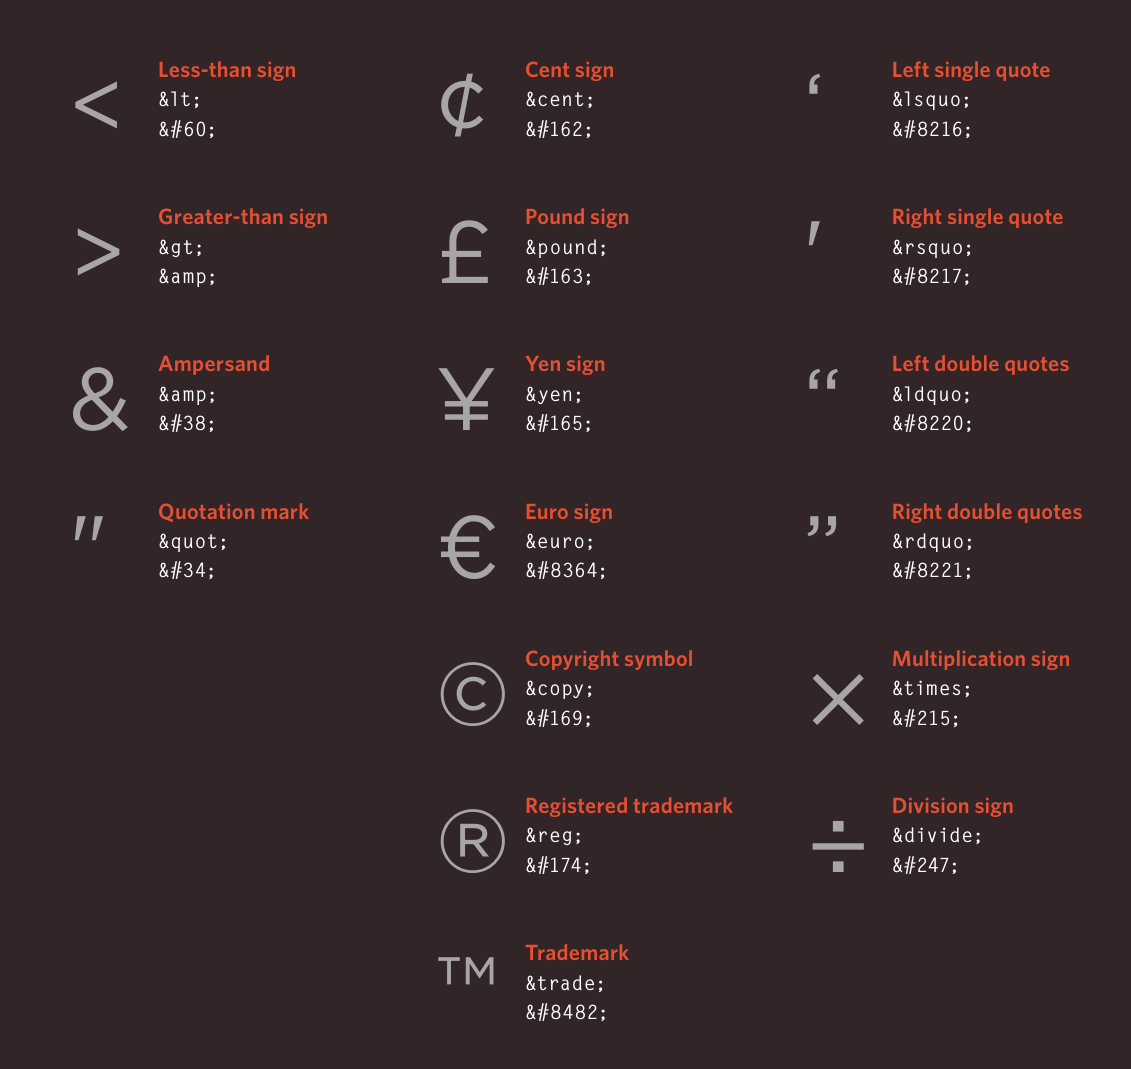 <
Less-than sign
&lt;
&#60;
>
Greater-than sign
&gt;
&amp;
&
Ampersand
&amp;
&#38;
"
Quotation mark
&quot;
&#34;
¢
Cent sign
&cent;
&#162;
£
Pound sign
&pound;
&#163;
¥
Yen sign
&yen;
&#165;
€
Euro sign
&euro;
&#8364;
©
Copyright symbol
&copy;
&#169;
®
Registered trademark
&reg;
&#174;
™
Trademark
&trade;
&#8482;
‘
Left single quote
&lsquo;
&#8216;
'
Right single quote
&rsquo;
&#8217;
“
Left double quotes
&ldquo;
&#8220;
”
Right double quotes
&rdquo;
&#8221;
×
Multiplication sign
&times;
&#215;
÷
Division sign
&divide;
&#247;